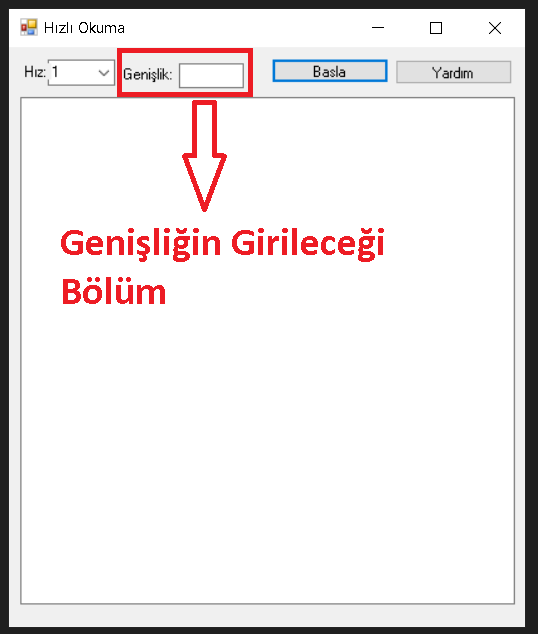 Hızlı Okuma
Hız: 1 Genişlik: Basla Yardım
Genişliğin Girileceği
Bölüm